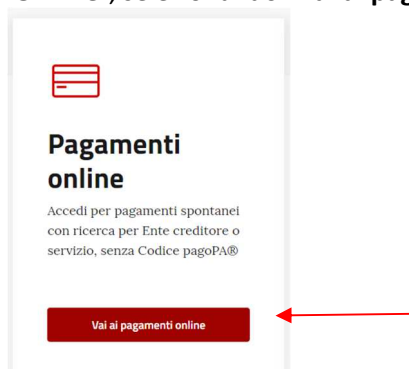 Pagamenti
online
Accedi per pagamenti spontanei
con ricerca per Ente creditore o
servizio, senza Codice pagoPA®
Vai ai pagamenti online